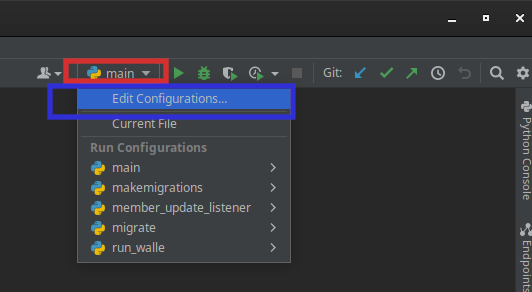 main
Git:
Edit Configurations...
Current File
Run Configurations
main
makemigrations
member_update_listener
migrate
run_walle
Python Console
Endpoints